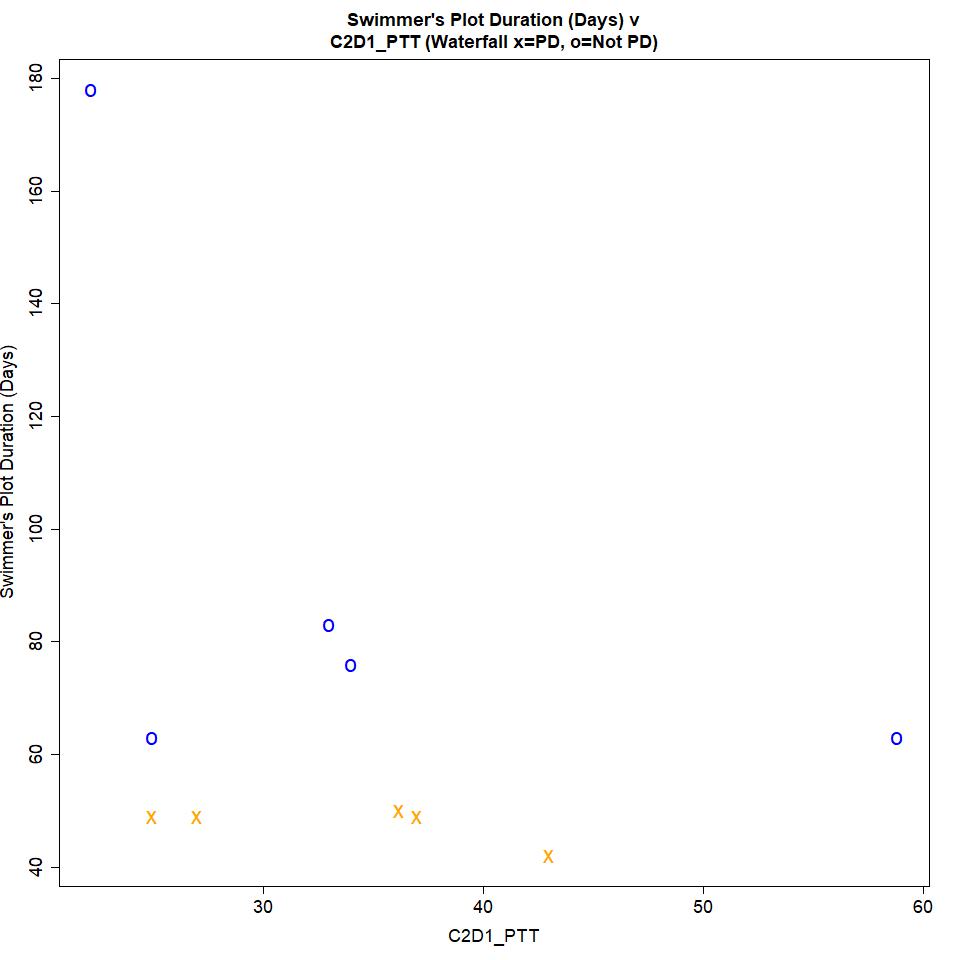 Swimmer's Plot Duration (Days) v
C2D1_PTT (Waterfall x=PD, o=Not PD)
Swimmer's Plot Duration (Days)
180
160
140
120
100
80
60
40
O
O
O
O
O
X
X
X
X
X
30
40
50
60
C2D1_PTT